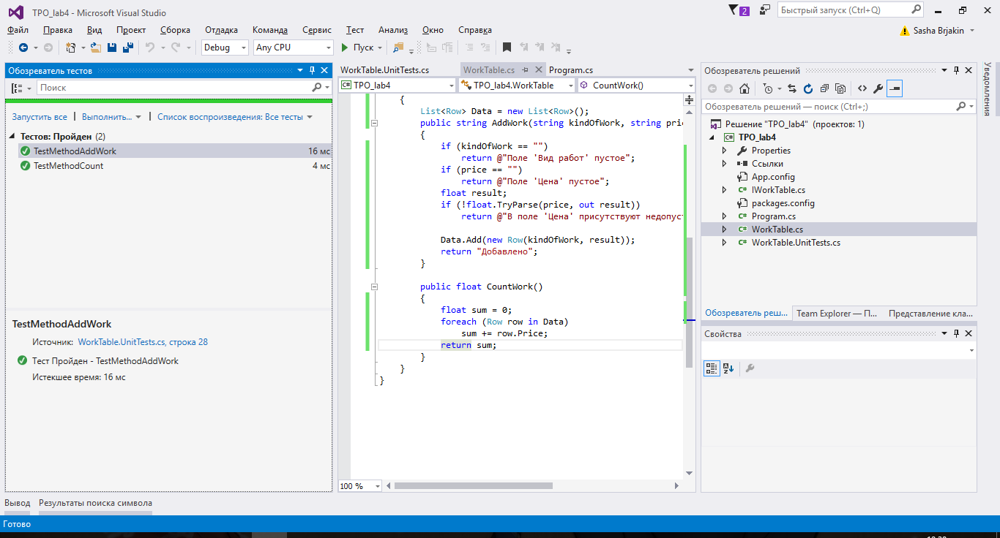 TPO_lab4 - Microsoft Visual Studio
2
Быстрый запуск (Ctrl+Q)
Файл Правка Вид Проект Сборка Отладка Команда Сервис Тест Анализ Окно Справка
Sasha Brjakin
Debug Any CPU Пуск
Обозреватель тестов
Поиск
Запустить все | Выполнить... | Список воспроизведения: Все тесты
Тестов: Пройден (2)
TestMethodAddWork 16 мс
TestMethodCount 4 мс
TestMethodAddWork
Источник: WorkTable.UnitTests.cs, строка 28
Тест Пройден - TestMethodAddWork
Истекшее время: 16 мс
WorkTable.UnitTests.cs WorkTable.cs Program.cs
C# TPO_lab4 TPO_lab4.WorkTable CountWork()
{
List<Row> Data = new List<Row>();
public string AddWork(string kindOfWork, string pri
{
if (kindOfWork == "")
return @"Поле 'Вид работ' пустое";
if (price == "")
return @"Поле 'Цена' пустое";
float result;
if (!float.TryParse(price, out result))
return @"В поле 'Цена' присутствуют недопуст
Data.Add(new Row(kindOfWork, result));
return "Добавлено";
}
public float CountWork()
{
float sum = 0;
foreach (Row row in Data)
sum += row.Price;
return sum;
}
}
}
100 %
Обозреватель решений
Обозреватель решений — поиск (Ctrl+;)
Решение "TPO_lab4" (проектов: 1)
C# TPO_lab4
Properties
Ссылки
App.config
C# IWorkTable.cs
packages.config
C# Program.cs
C# WorkTable.cs
C# WorkTable.UnitTests.cs
Обозреватель реш... Team Explorer — П... Представление кла...
Свойства
Уведомления
Вывод Результаты поиска символа
Готово